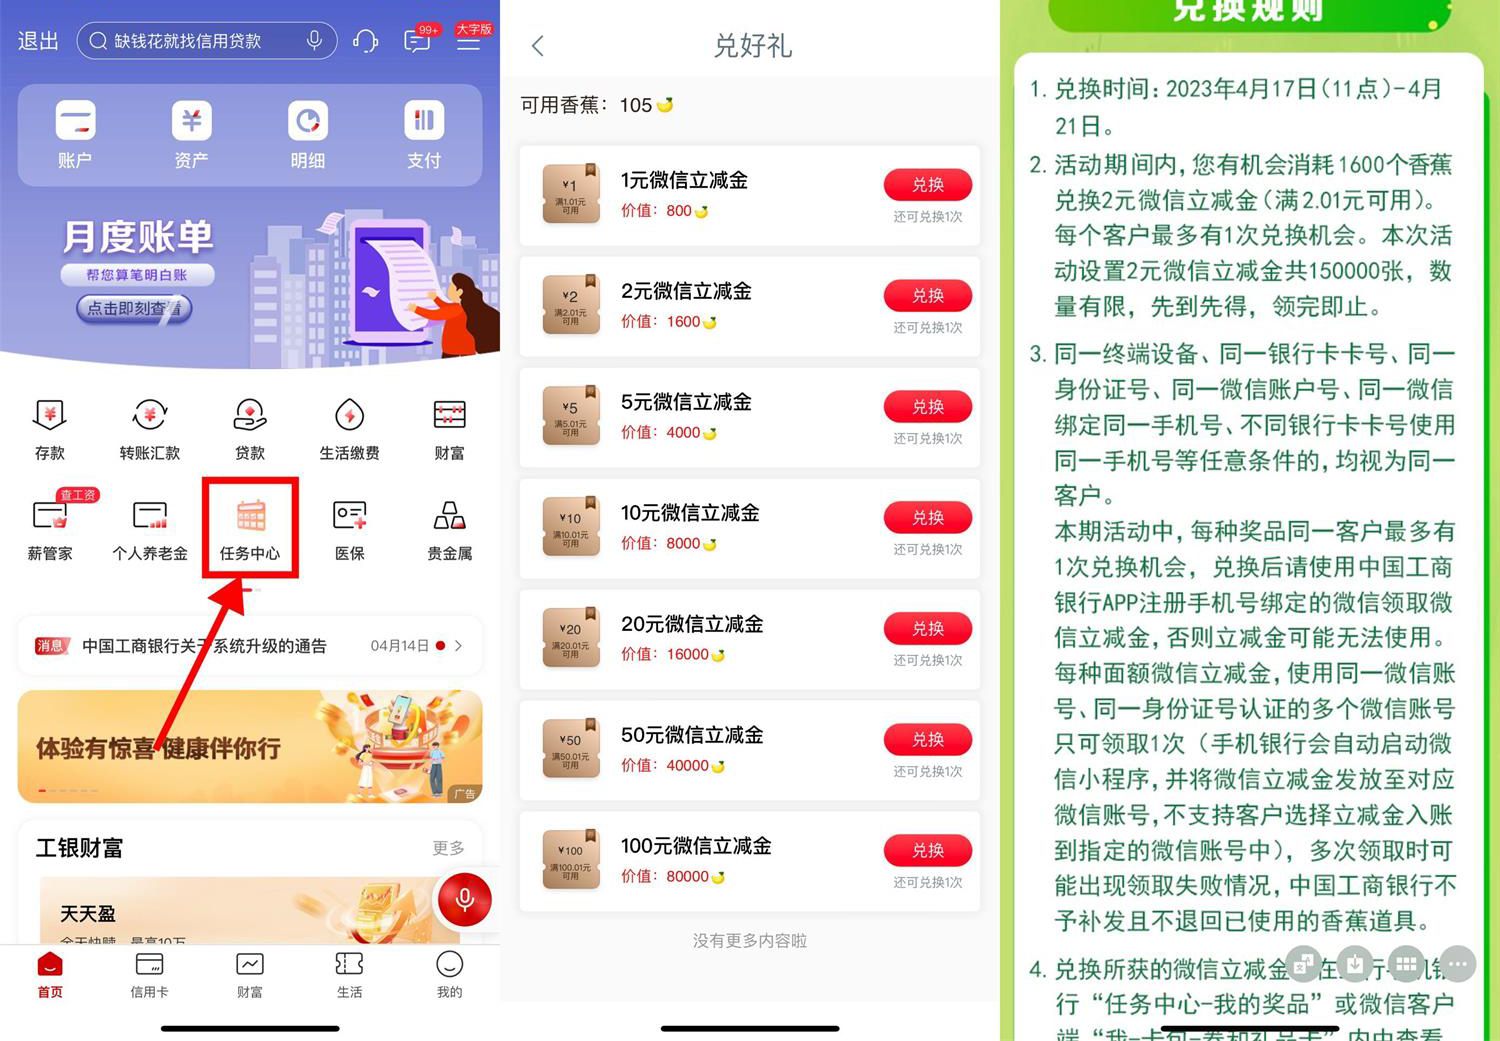 退出
缺钱花就找信用贷款
99+
大字版
账户
资产
明细
支付
月度账单
帮您算笔明白账
点击即刻查看
存款
转账汇款
贷款
生活缴费
财富
查工资
薪管家
个人养老金
任务中心
医保
贵金属
消息
中国工商银行关于系统升级的通告
04月14日
体验有惊喜 健康伴你行
广告
工银财富
更多
天天盈
首页
信用卡
财富
生活
我的
兑好礼
可用香蕉：105
¥1
满1.01元
可用
券
1元微信立减金
价值：800
兑换
还可兑换1次
¥2
满2.01元
可用
券
2元微信立减金
价值：1600
兑换
还可兑换1次
¥5
满5.01元
可用
券
5元微信立减金
价值：4000
兑换
还可兑换1次
¥10
满10.01元
可用
券
10元微信立减金
价值：8000
兑换
还可兑换1次
¥20
满20.01元
可用
券
20元微信立减金
价值：16000
兑换
还可兑换1次
¥50
满50.01元
可用
券
50元微信立减金
价值：40000
兑换
还可兑换1次
¥100
满100.01元
可用
券
100元微信立减金
价值：80000
兑换
还可兑换1次
没有更多内容啦
兑换规则
1. 兑换时间：2023年4月17日（11点）-4月
21日。
2. 活动期间内，您有机会消耗1600个香蕉
兑换2元微信立减金（满2.01元可用）。
每个客户最多有1次兑换机会。本次活
动设置2元微信立减金共150000张，数
量有限，先到先得，领完即止。
3. 同一终端设备、同一银行卡卡号、同一
身份证号、同一微信账户号、同一微信
绑定同一手机号、不同银行卡卡号使用
同一手机号等任意条件的，均视为同一
客户。
本期活动中，每种奖品同一客户最多有
1次兑换机会，兑换后请使用中国工商
银行APP注册手机号绑定的微信领取微
信立减金，否则立减金可能无法使用。
每种面额微信立减金，使用同一微信账
号、同一身份证号认证的多个微信账号
只可领取1次（手机银行会自动启动微
信小程序，并将微信立减金发放至对应
微信账号，不支持客户选择立减金入账
到指定的微信账号中），多次领取时可
能出现领取失败情况，中国工商银行不
予补发且不退回已使用的香蕉道具。
4. 兑换所获的微信立减金 在 行 机银
行“任务中心-我的奖品”或微信客户
端“我-卡包-券和礼品卡”内中查看